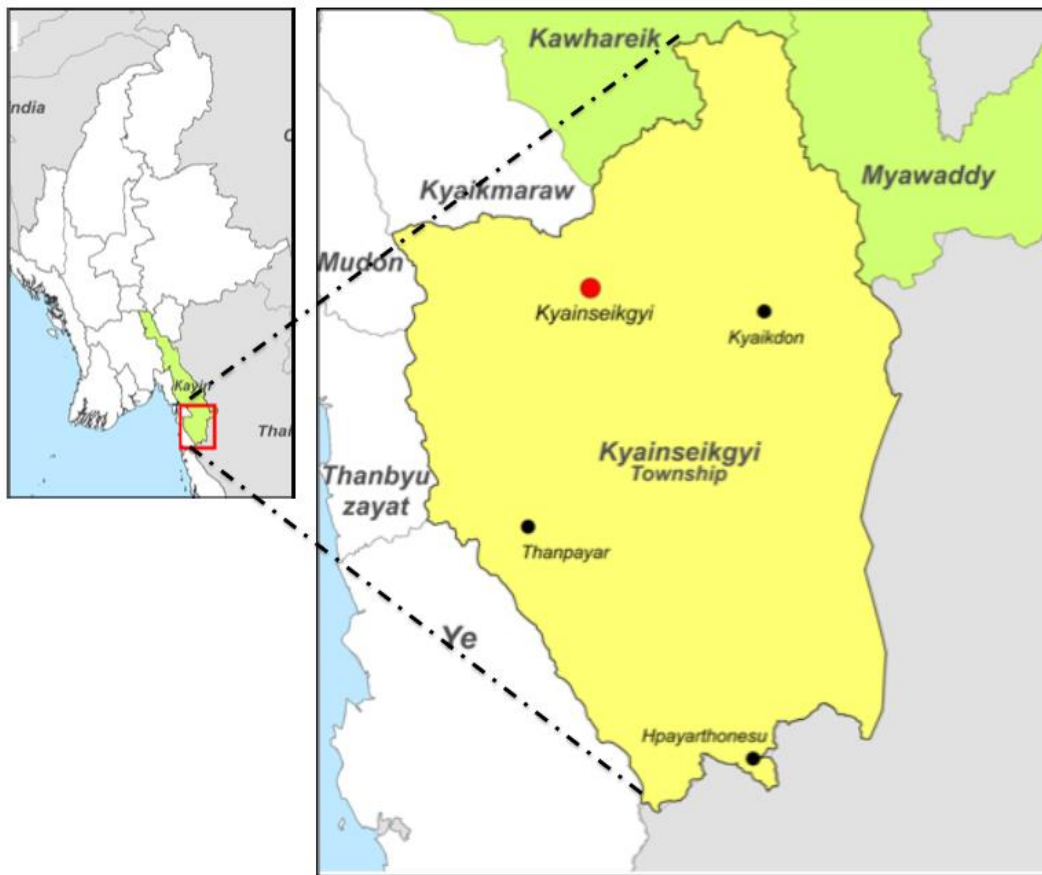 ndia
C
Kayin
Thai
Kawhareik
Myawaddy
Kyaikmaraw
Mudon
Kyainseikgyi
Kyaikdon
Kyainseikgyi
Township
Thanbyu
zayat
Thanpayar
Ye
Hpayarthonesu